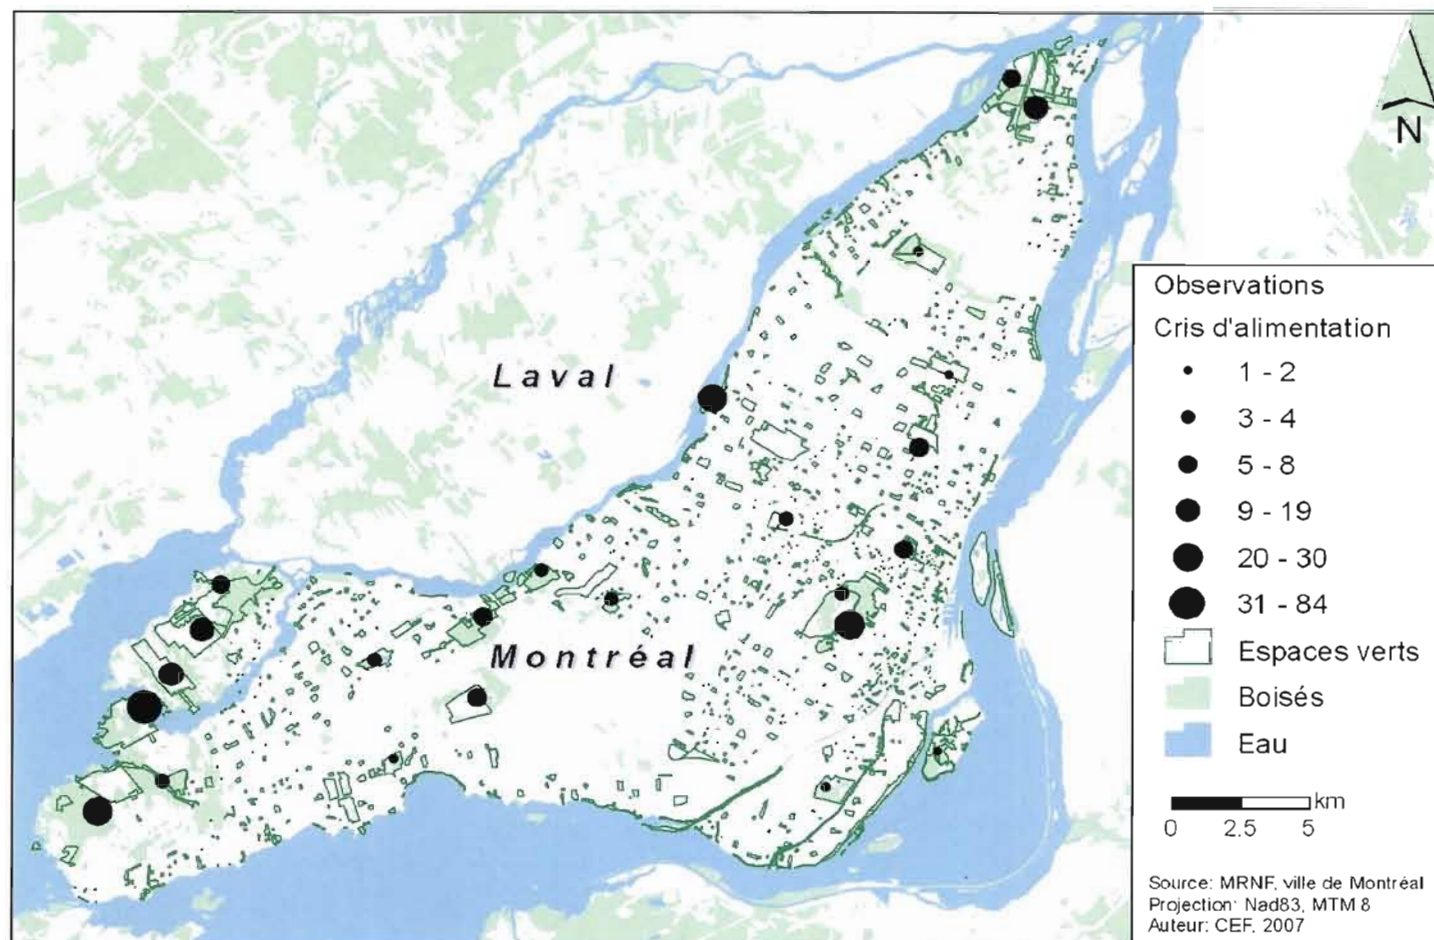 N
Observations
Cris d'alimentation
1 - 2
3 - 4
5 - 8
9 - 19
20 - 30
31 - 84
Espaces verts
Boisés
Eau
km
0 2.5 5
Source: MRNF, ville de Montréal
Projection: Nad83, MTM 8
Auteur: CEF, 2007
Laval
Montréal